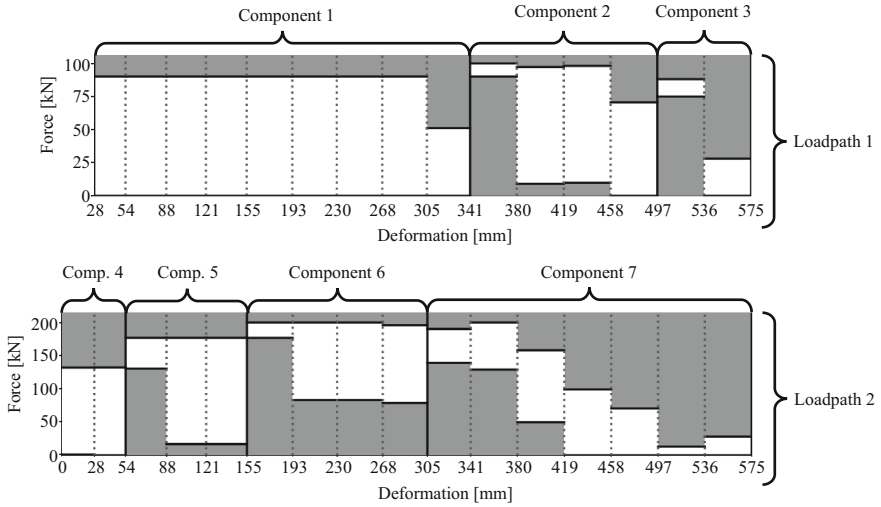 Component 1
Component 2
Component 3
Force [kN]
100
75
50
25
0
28 54 88 121 155 193 230 268 305 341 380 419 458 497 536 575
Deformation [mm]
Loadpath 1
Comp. 4
Comp. 5
Component 6
Component 7
Force [kN]
200
150
100
50
0
0 28 54 88 121 155 193 230 268 305 341 380 419 458 497 536 575
Deformation [mm]
Loadpath 2